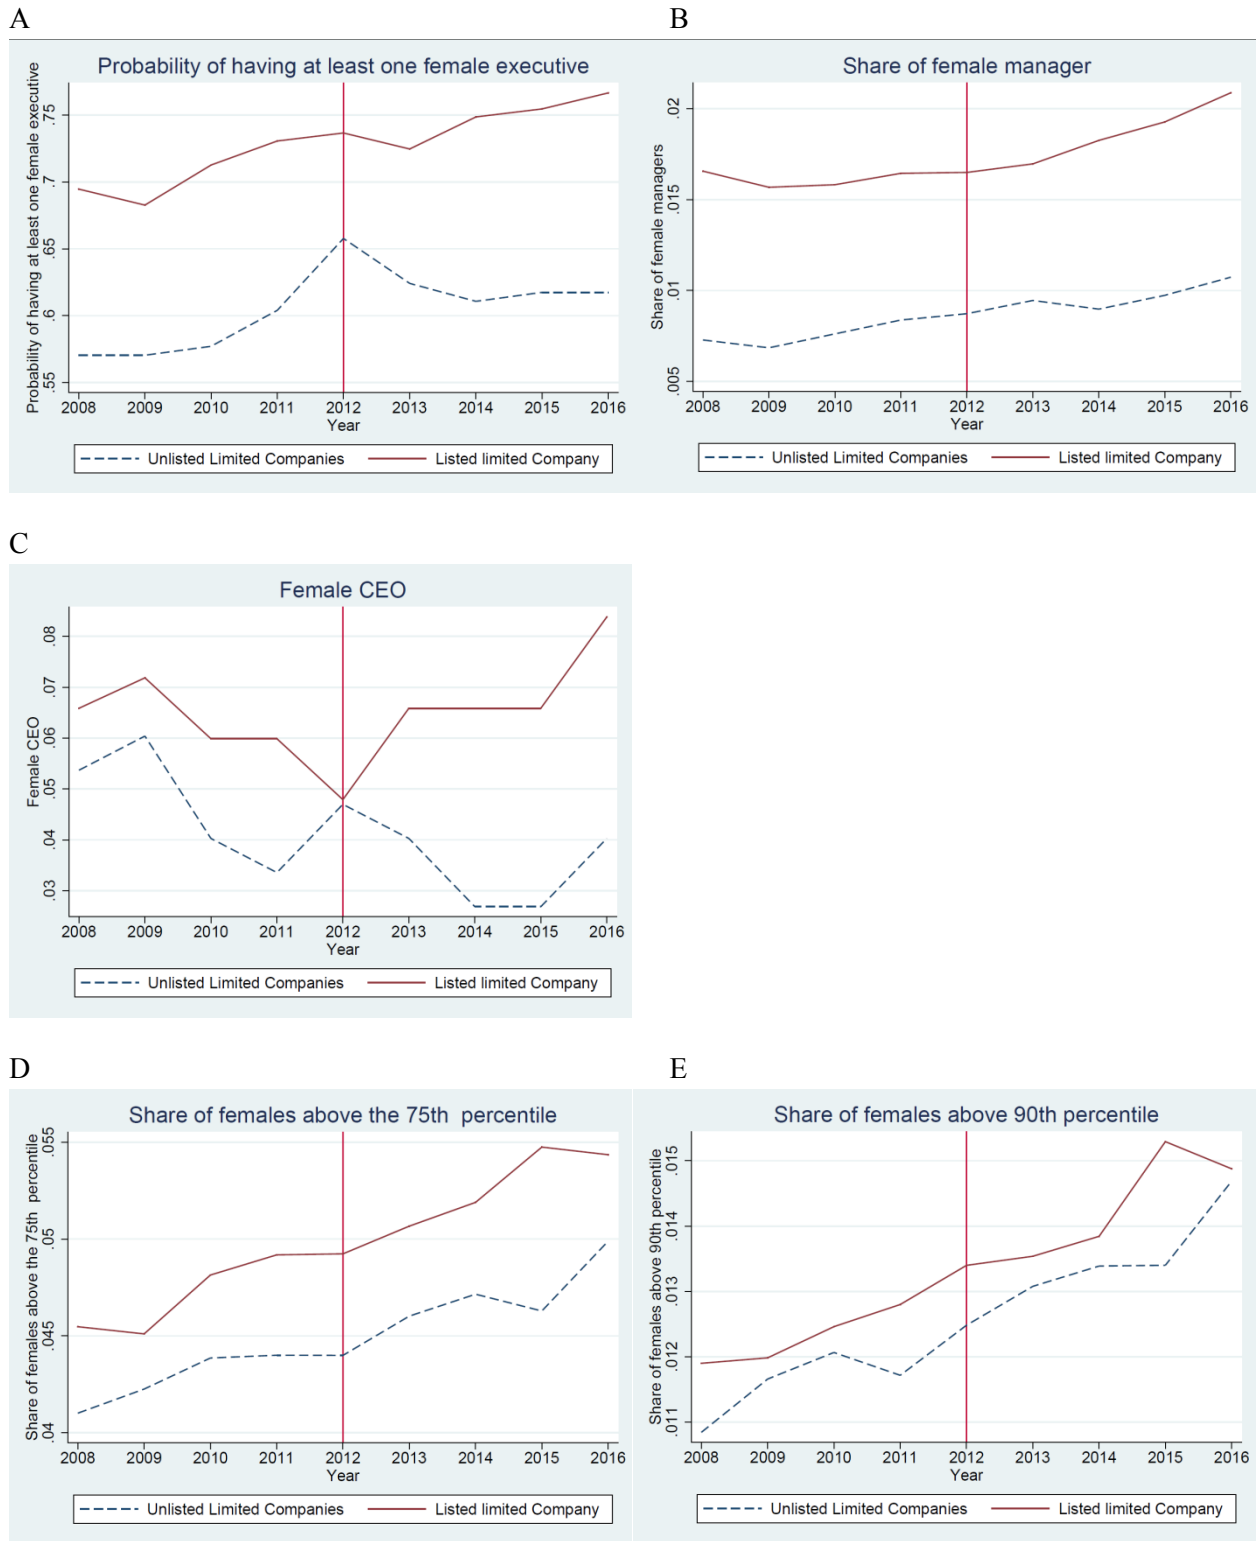 A
B
Probability of having at least one female executive
Probability of having at least one female executive
.75
.7
.65
.6
.55
2008 2009 2010 2011 2012 2013 2014 2015 2016
Year
Unlisted Limited Companies Listed limited Company
Share of female manager
Share of female managers
.02
.015
.01
.005
2008 2009 2010 2011 2012 2013 2014 2015 2016
Year
Unlisted Limited Companies Listed limited Company
C
Female CEO
Female CEO
.08
.07
.06
.05
.04
.03
2008 2009 2010 2011 2012 2013 2014 2015 2016
Year
Unlisted Limited Companies Listed limited Company
D
E
Share of females above the 75th percentile
Share of females above the 75th percentile
.055
.05
.045
.04
2008 2009 2010 2011 2012 2013 2014 2015 2016
Year
Unlisted Limited Companies Listed limited Company
Share of females above 90th percentile
Share of females above 90th percentile
.015
.014
.013
.012
.011
2008 2009 2010 2011 2012 2013 2014 2015 2016
Year
Unlisted Limited Companies Listed limited Company